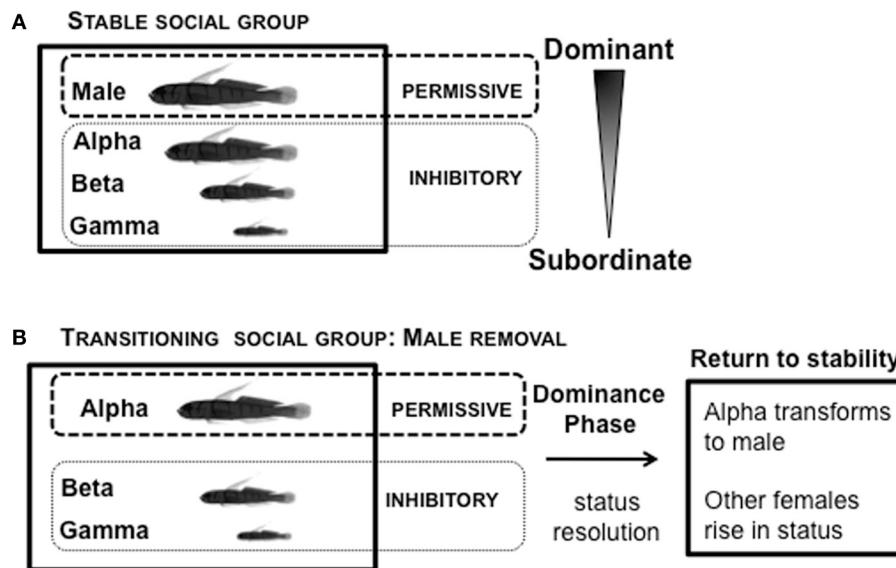 A STABLE SOCIAL GROUP
Dominant
Male PERMISSIVE
Alpha
Beta INHIBITORY
Gamma
Subordinate
B TRANSITIONING SOCIAL GROUP: MALE REMOVAL
Return to stability
Alpha PERMISSIVE
Dominance
Phase
Alpha transforms
to male
Beta INHIBITORY
Gamma
status
resolution
Other females
rise in status